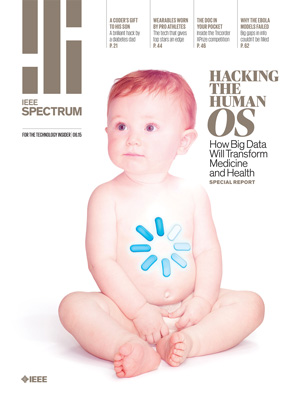 A CODER'S GIFT
TO HIS SON
A brilliant hack by
a diabetes dad
P.21
WEARABLES WORN
BY PRO ATHLETES
The tech that gives
top stars an edge
P.44
THE DOC IN
YOUR POCKET
Inside the Tricorder
XPrize competition
P.46
WHY THE EBOLA
MODELS FAILED
Big gaps in info
couldn't be filled
P.62
IEEE
SPECTRUM
FOR THE TECHNOLOGY INSIDER | 06.15
HACKING
THE
HUMAN
OS
How Big Data
Will Transform
Medicine
and Health
SPECIAL REPORT
IEEE